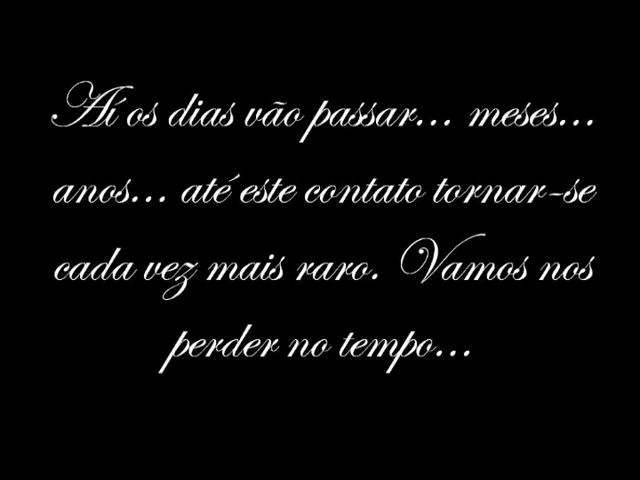 Aí os dias vão passar... meses...
anos... até este contato tornar-se
cada vez mais raro. Vamos nos
perder no tempo...